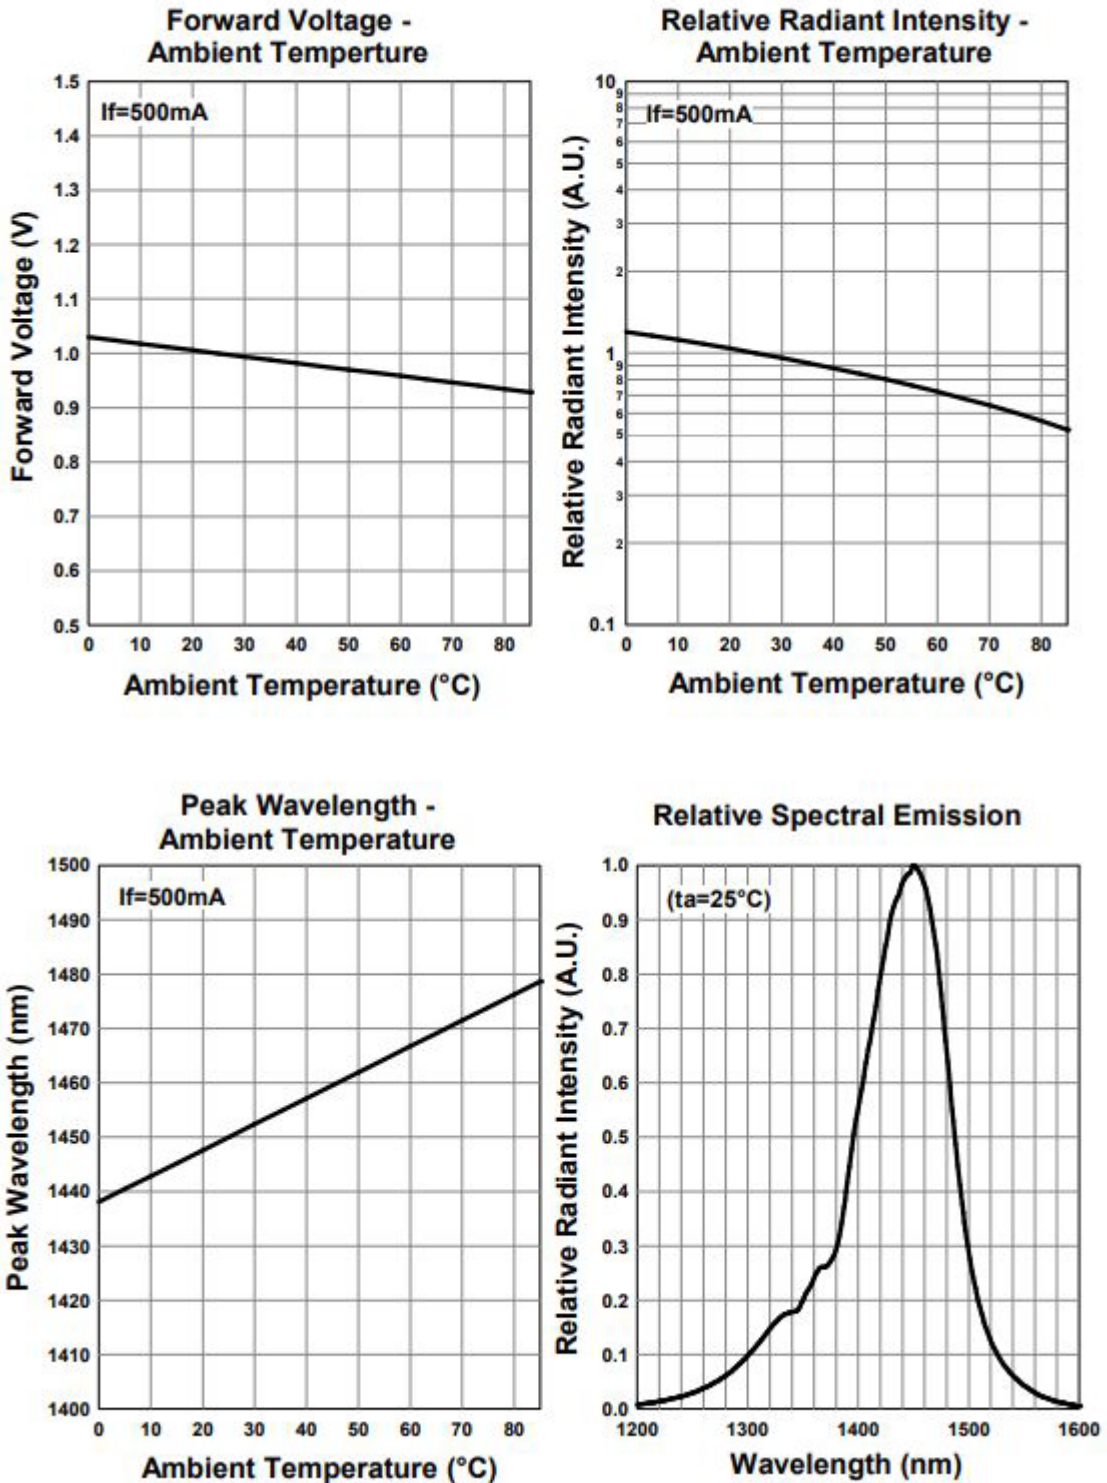 Forward Voltage -
Ambient Temperture
1.5
1.4
1.3
1.2
1.1
1.0
0.9
0.8
0.7
0.6
0.5
If=500mA
Forward Voltage (V)
0 10 20 30 40 50 60 70 80
Ambient Temperature (°C)
Relative Radiant Intensity -
Ambient Temperature
10
9
8
7
6
5
4
3
2
1
9
8
7
6
5
4
3
2
0.1
If=500mA
Relative Radiant Intensity (A.U.)
0 10 20 30 40 50 60 70 80
Ambient Temperature (°C)
Peak Wavelength -
Ambient Temperature
1500
1490
1480
1470
1460
1450
1440
1430
1420
1410
1400
If=500mA
Peak Wavelength (nm)
0 10 20 30 40 50 60 70 80
Ambient Temperature (°C)
Relative Spectral Emission
1.0
0.9
0.8
0.7
0.6
0.5
0.4
0.3
0.2
0.1
0.0
(ta=25°C)
Relative Radiant Intensity (A.U.)
1200 1300 1400 1500 1600
Wavelength (nm)